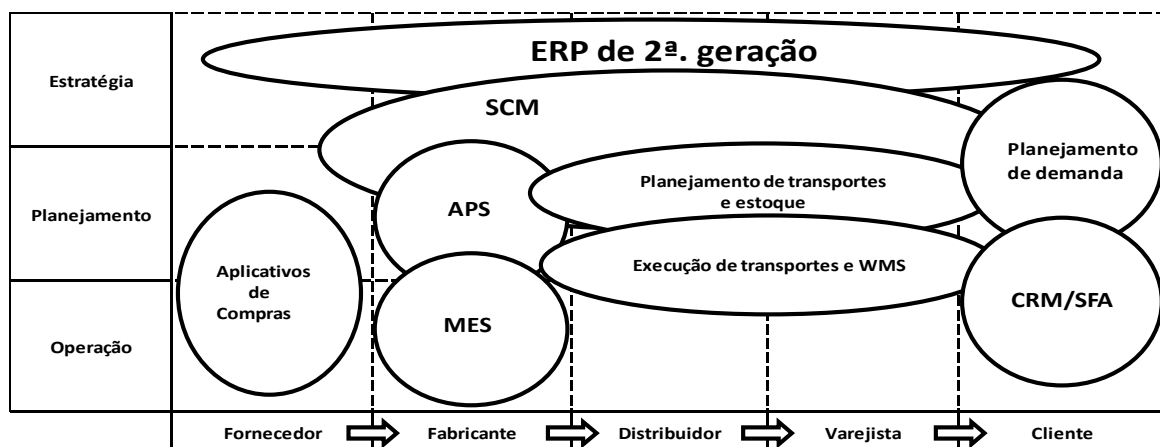 ERP de 2ª. geração
Estratégia
SCM
Planejamento
de demanda
Planejamento de transportes
e estoque
Planejamento
APS
Execução de transportes e WMS
Aplicativos
de
Compras
CRM/SFA
MES
Operação
Fornecedor
Fabricante
Distribuidor
Varejista
Cliente